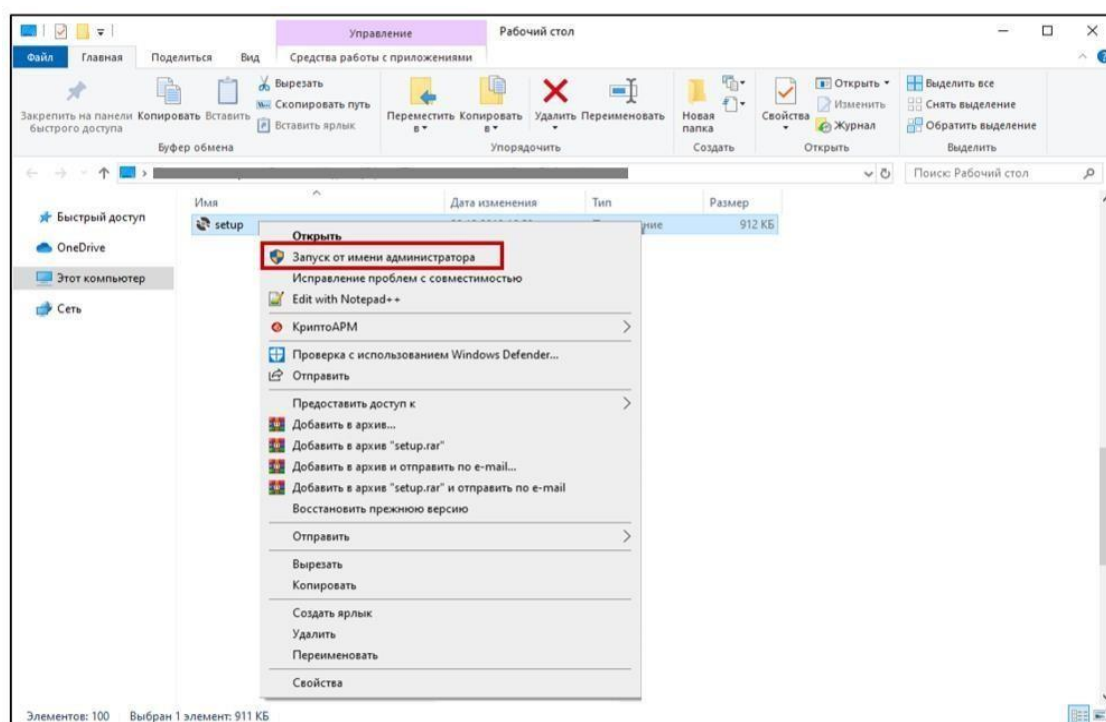 Управление
Рабочий стол
Файл
Главная
Поделиться
Вид
Средства работы с приложениями
Закрепить на панели
быстрого доступа
Копировать
Вставить
Вырезать
Скопировать путь
Вставить ярлык
Буфер обмена
Переместить
в
Копировать
в
Удалить
Переименовать
Упорядочить
Новая
папка
Создать
Свойства
Открыть
Изменить
Журнал
Открыть
Выделить все
Снять выделение
Обратить выделение
Выделить
Поиск: Рабочий стол
Быстрый доступ
OneDrive
Этот компьютер
Сеть
Имя
Дата изменения
Тип
Размер
setup
912 КБ
Открыть
Запуск от имени администратора
Исправление проблем с совместимостью
Edit with Notepad++
КриптоАРМ
Проверка с использованием Windows Defender...
Отправить
Предоставить доступ к
Добавить в архив...
Добавить в архив "setup.rar"
Добавить в архив и отправить по e-mail...
Добавить в архив "setup.rar" и отправить по e-mail
Восстановить прежнюю версию
Отправить
Вырезать
Копировать
Создать ярлык
Удалить
Переименовать
Свойства
Элементов: 100
Выбран 1 элемент: 911 КБ